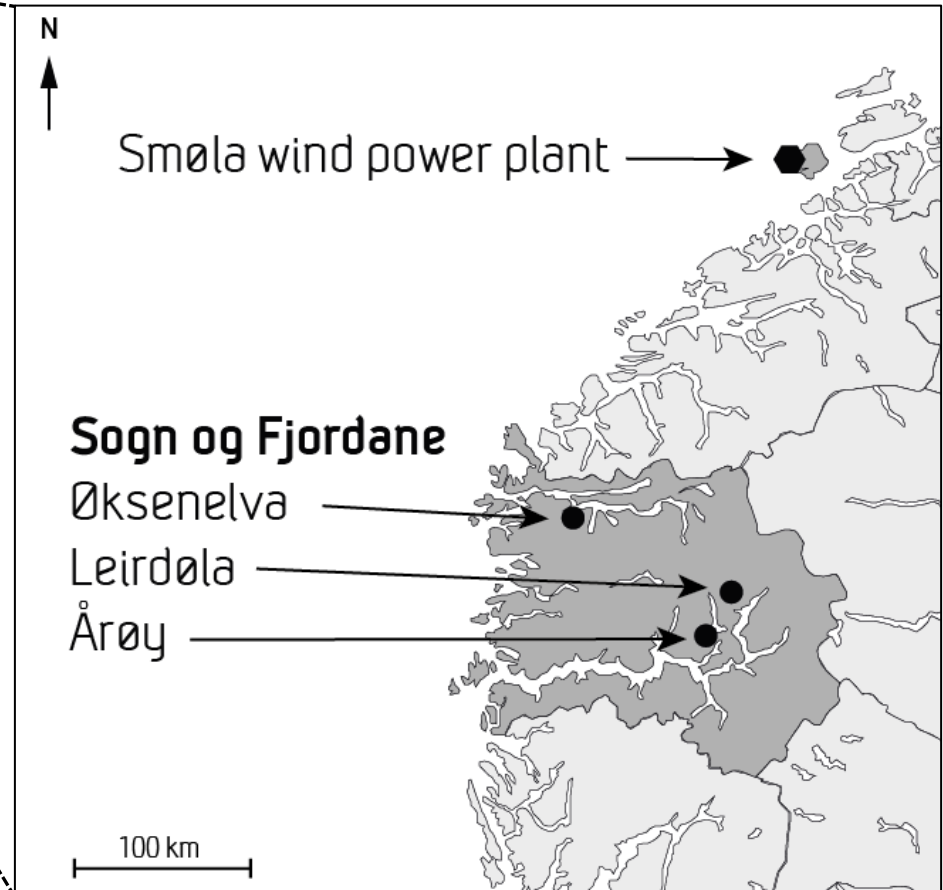 N
Smøla wind power plant
Sogn og Fjordane
Øksenelva
Leirdøla
Årøy
100 km